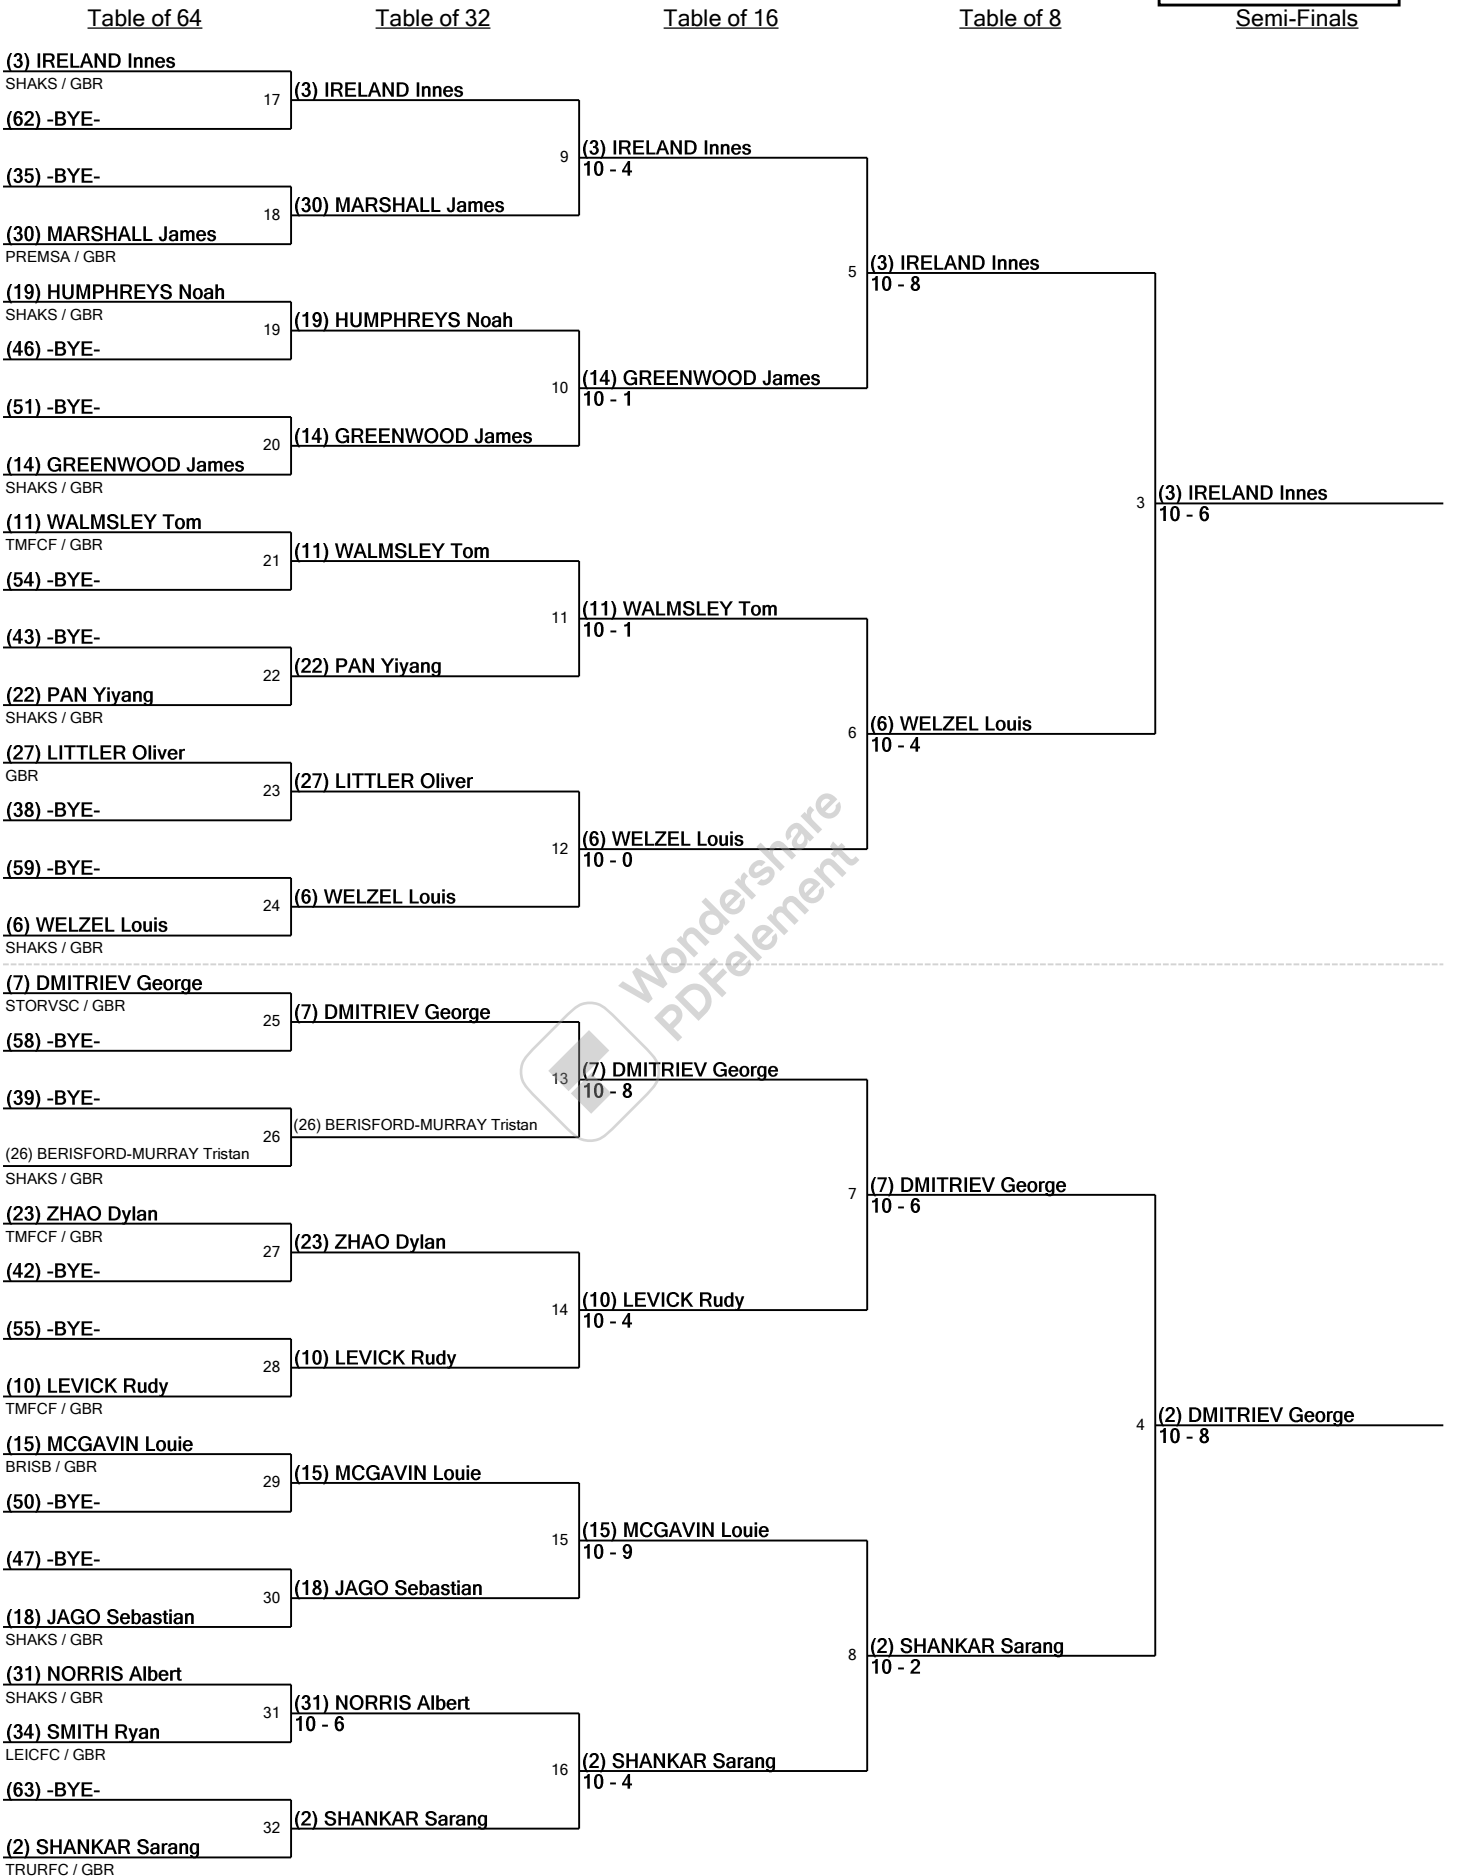 Table of 64
Table of 32
Table of 16
Table of 8
Semi-Finals
(3) IRELAND Innes
SHAKS / GBR
17
(62) -BYE-
(3) IRELAND Innes
(35) -BYE-
18
(30) MARSHALL James
PREMSA / GBR
(30) MARSHALL James
9
(3) IRELAND Innes
10 - 4
(19) HUMPHREYS Noah
SHAKS / GBR
19
(46) -BYE-
(19) HUMPHREYS Noah
(51) -BYE-
20
(14) GREENWOOD James
SHAKS / GBR
(14) GREENWOOD James
10
(14) GREENWOOD James
10 - 1
5
(3) IRELAND Innes
10 - 8
(11) WALMSLEY Tom
TMFCF / GBR
21
(54) -BYE-
(11) WALMSLEY Tom
(43) -BYE-
22
(22) PAN Yiyang
SHAKS / GBR
(22) PAN Yiyang
11
(11) WALMSLEY Tom
10 - 1
(27) LITTLER Oliver
GBR
23
(38) -BYE-
(27) LITTLER Oliver
(59) -BYE-
24
(6) WELZEL Louis
SHAKS / GBR
(6) WELZEL Louis
12
(6) WELZEL Louis
10 - 0
6
(6) WELZEL Louis
10 - 4
3
(3) IRELAND Innes
10 - 6
(7) DMITRIEV George
STORVSC / GBR
25
(58) -BYE-
(7) DMITRIEV George
(39) -BYE-
26
(26) BERISFORD-MURRAY Tristan
SHAKS / GBR
(26) BERISFORD-MURRAY Tristan
13
(7) DMITRIEV George
10 - 8
(23) ZHAO Dylan
TMFCF / GBR
27
(42) -BYE-
(23) ZHAO Dylan
(55) -BYE-
28
(10) LEVICK Rudy
TMFCF / GBR
(10) LEVICK Rudy
14
(10) LEVICK Rudy
10 - 4
7
(7) DMITRIEV George
10 - 6
(15) MCGAVIN Louie
BRISB / GBR
29
(50) -BYE-
(15) MCGAVIN Louie
(47) -BYE-
30
(18) JAGO Sebastian
SHAKS / GBR
(18) JAGO Sebastian
15
(15) MCGAVIN Louie
10 - 9
(31) NORRIS Albert
SHAKS / GBR
31
(34) SMITH Ryan
LEICFC / GBR
(31) NORRIS Albert
10 - 6
(63) -BYE-
32
(2) SHANKAR Sarang
TRURFC / GBR
(2) SHANKAR Sarang
16
(2) SHANKAR Sarang
10 - 4
8
(2) SHANKAR Sarang
10 - 2
4
(2) DMITRIEV George
10 - 8
Wondershare
PDFelement